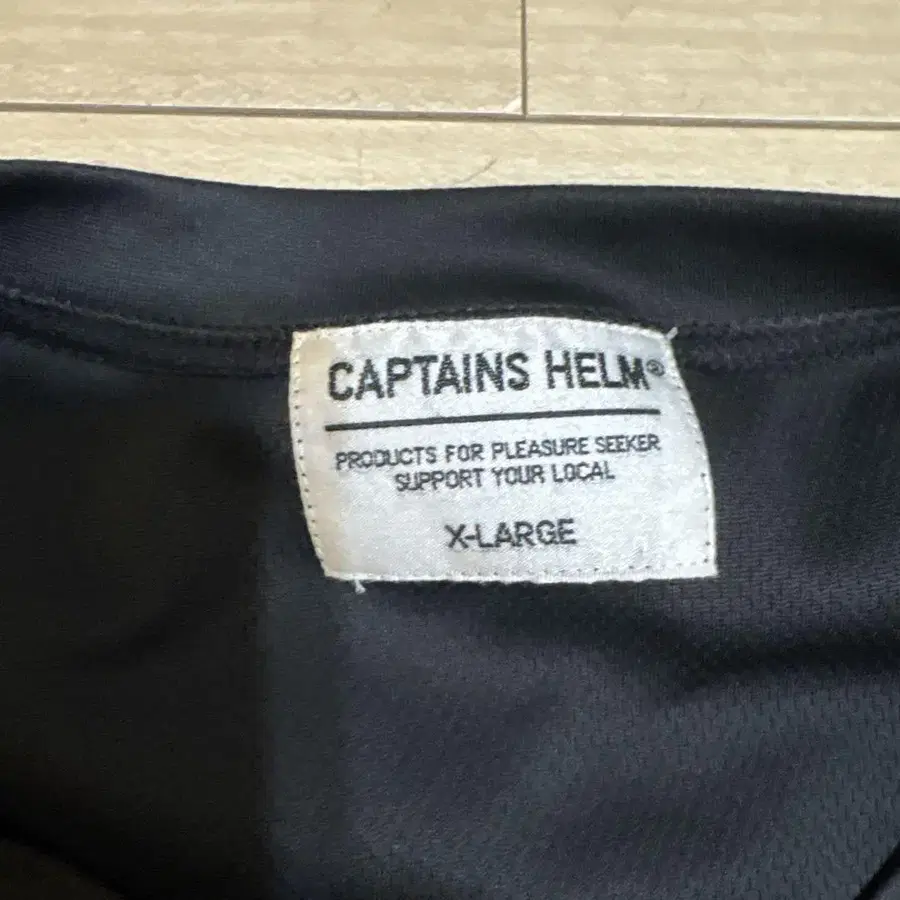 CAPTAINS HELM®
PRODUCTS FOR PLEASURE SEEKER
SUPPORT YOUR LOCAL
X-LARGE